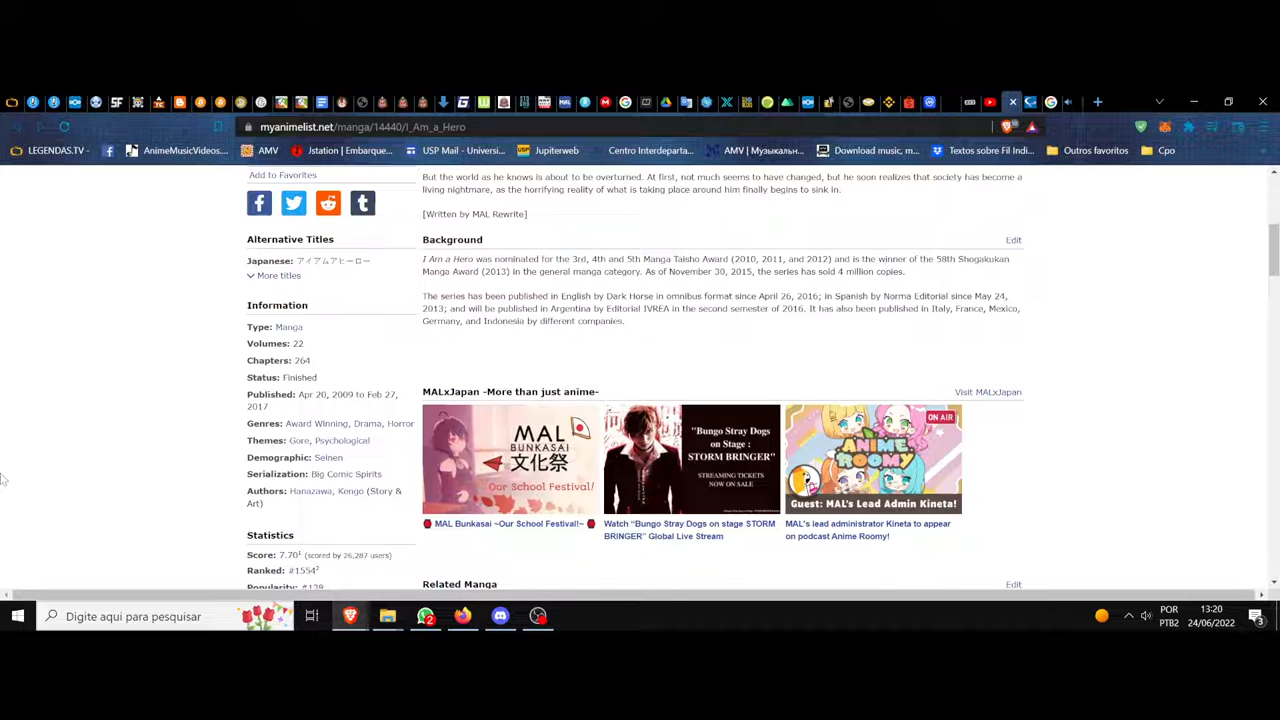 SF
myanimelist.net/manga/14440/I_Am_a_Hero
LEGENDAS.TV
AnimeMusicVideos...
AMV
Jstation | Embarque...
USP Mail - Universi...
Jupiterweb
Centro Interdeparta...
AMV | Музыкальн...
Download music, m...
Textos sobre Fil Indi...
Outros favoritos
Cpo
Add to Favorites
Alternative Titles
Japanese: アイアムアヒーロー
More titles
Information
Type: Manga
Volumes: 22
Chapters: 264
Status: Finished
Published: Apr 20, 2009 to Feb 27,
2017
Genres: Award Winning, Drama, Horror
Themes: Gore, Psychological
Demographic: Seinen
Serialization: Big Comic Spirits
Authors: Hanazawa, Kengo (Story &
Art)
Statistics
Score: 7.70¹ (scored by 26,287 users)
Ranked: #1554²
Popularity: #139
But the world as he knows is about to be overturned. At first, not much seems to have changed, but he soon realizes that society has become a
living nightmare, as the horrifying reality of what is taking place around him finally begins to sink in.
[Written by MAL Rewrite]
Background
Edit
I Am a Hero was nominated for the 3rd, 4th and 5th Manga Taisho Award (2010, 2011, and 2012) and is the winner of the 58th Shogakukan
Manga Award (2013) in the general manga category. As of November 30, 2015, the series has sold 4 million copies.
The series has been published in English by Dark Horse in omnibus format since April 26, 2016; in Spanish by Norma Editorial since May 24,
2013; and will be published in Argentina by Editorial IVREA in the second semester of 2016. It has also been published in Italy, France, Mexico,
Germany, and Indonesia by different companies.
MALxJapan -More than just anime-
Visit MALxJapan
MAL
BUNKASAI
文化祭
Our School Festival!
"Bungo Stray Dogs
on Stage :
STORM BRINGER"
STREAMING TICKETS
NOW ON SALE
ON AIR
ANIME
ROOMY
Guest: MAL's Lead Admin Kineta!
MAL Bunkasai ~Our School Festival!~
Watch “Bungo Stray Dogs on stage STORM
BRINGER” Global Live Stream
MAL's lead administrator Kineta to appear
on podcast Anime Roomy!
Related Manga
Edit
Digite aqui para pesquisar
2
POR
PTB2
13:20
24/06/2022
3